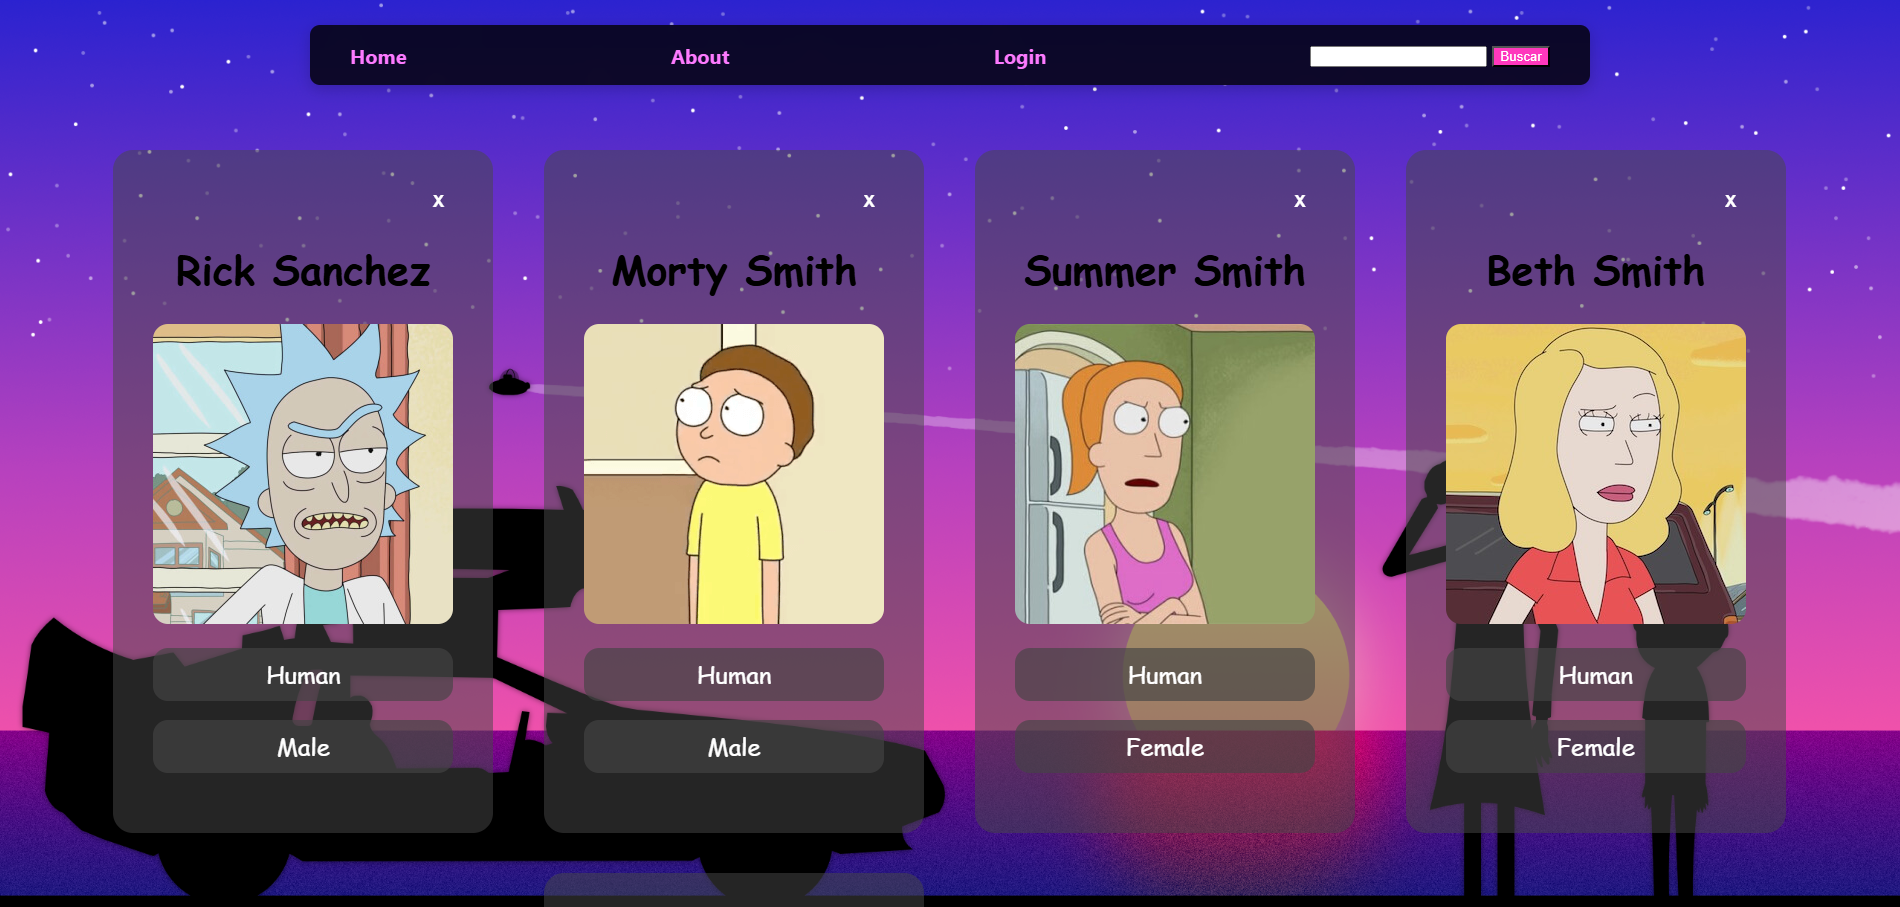 Home
About
Login
Buscar
x
Rick Sanchez
Human
Male
x
Morty Smith
Human
Male
x
Summer Smith
Human
Female
x
Beth Smith
Human
Female